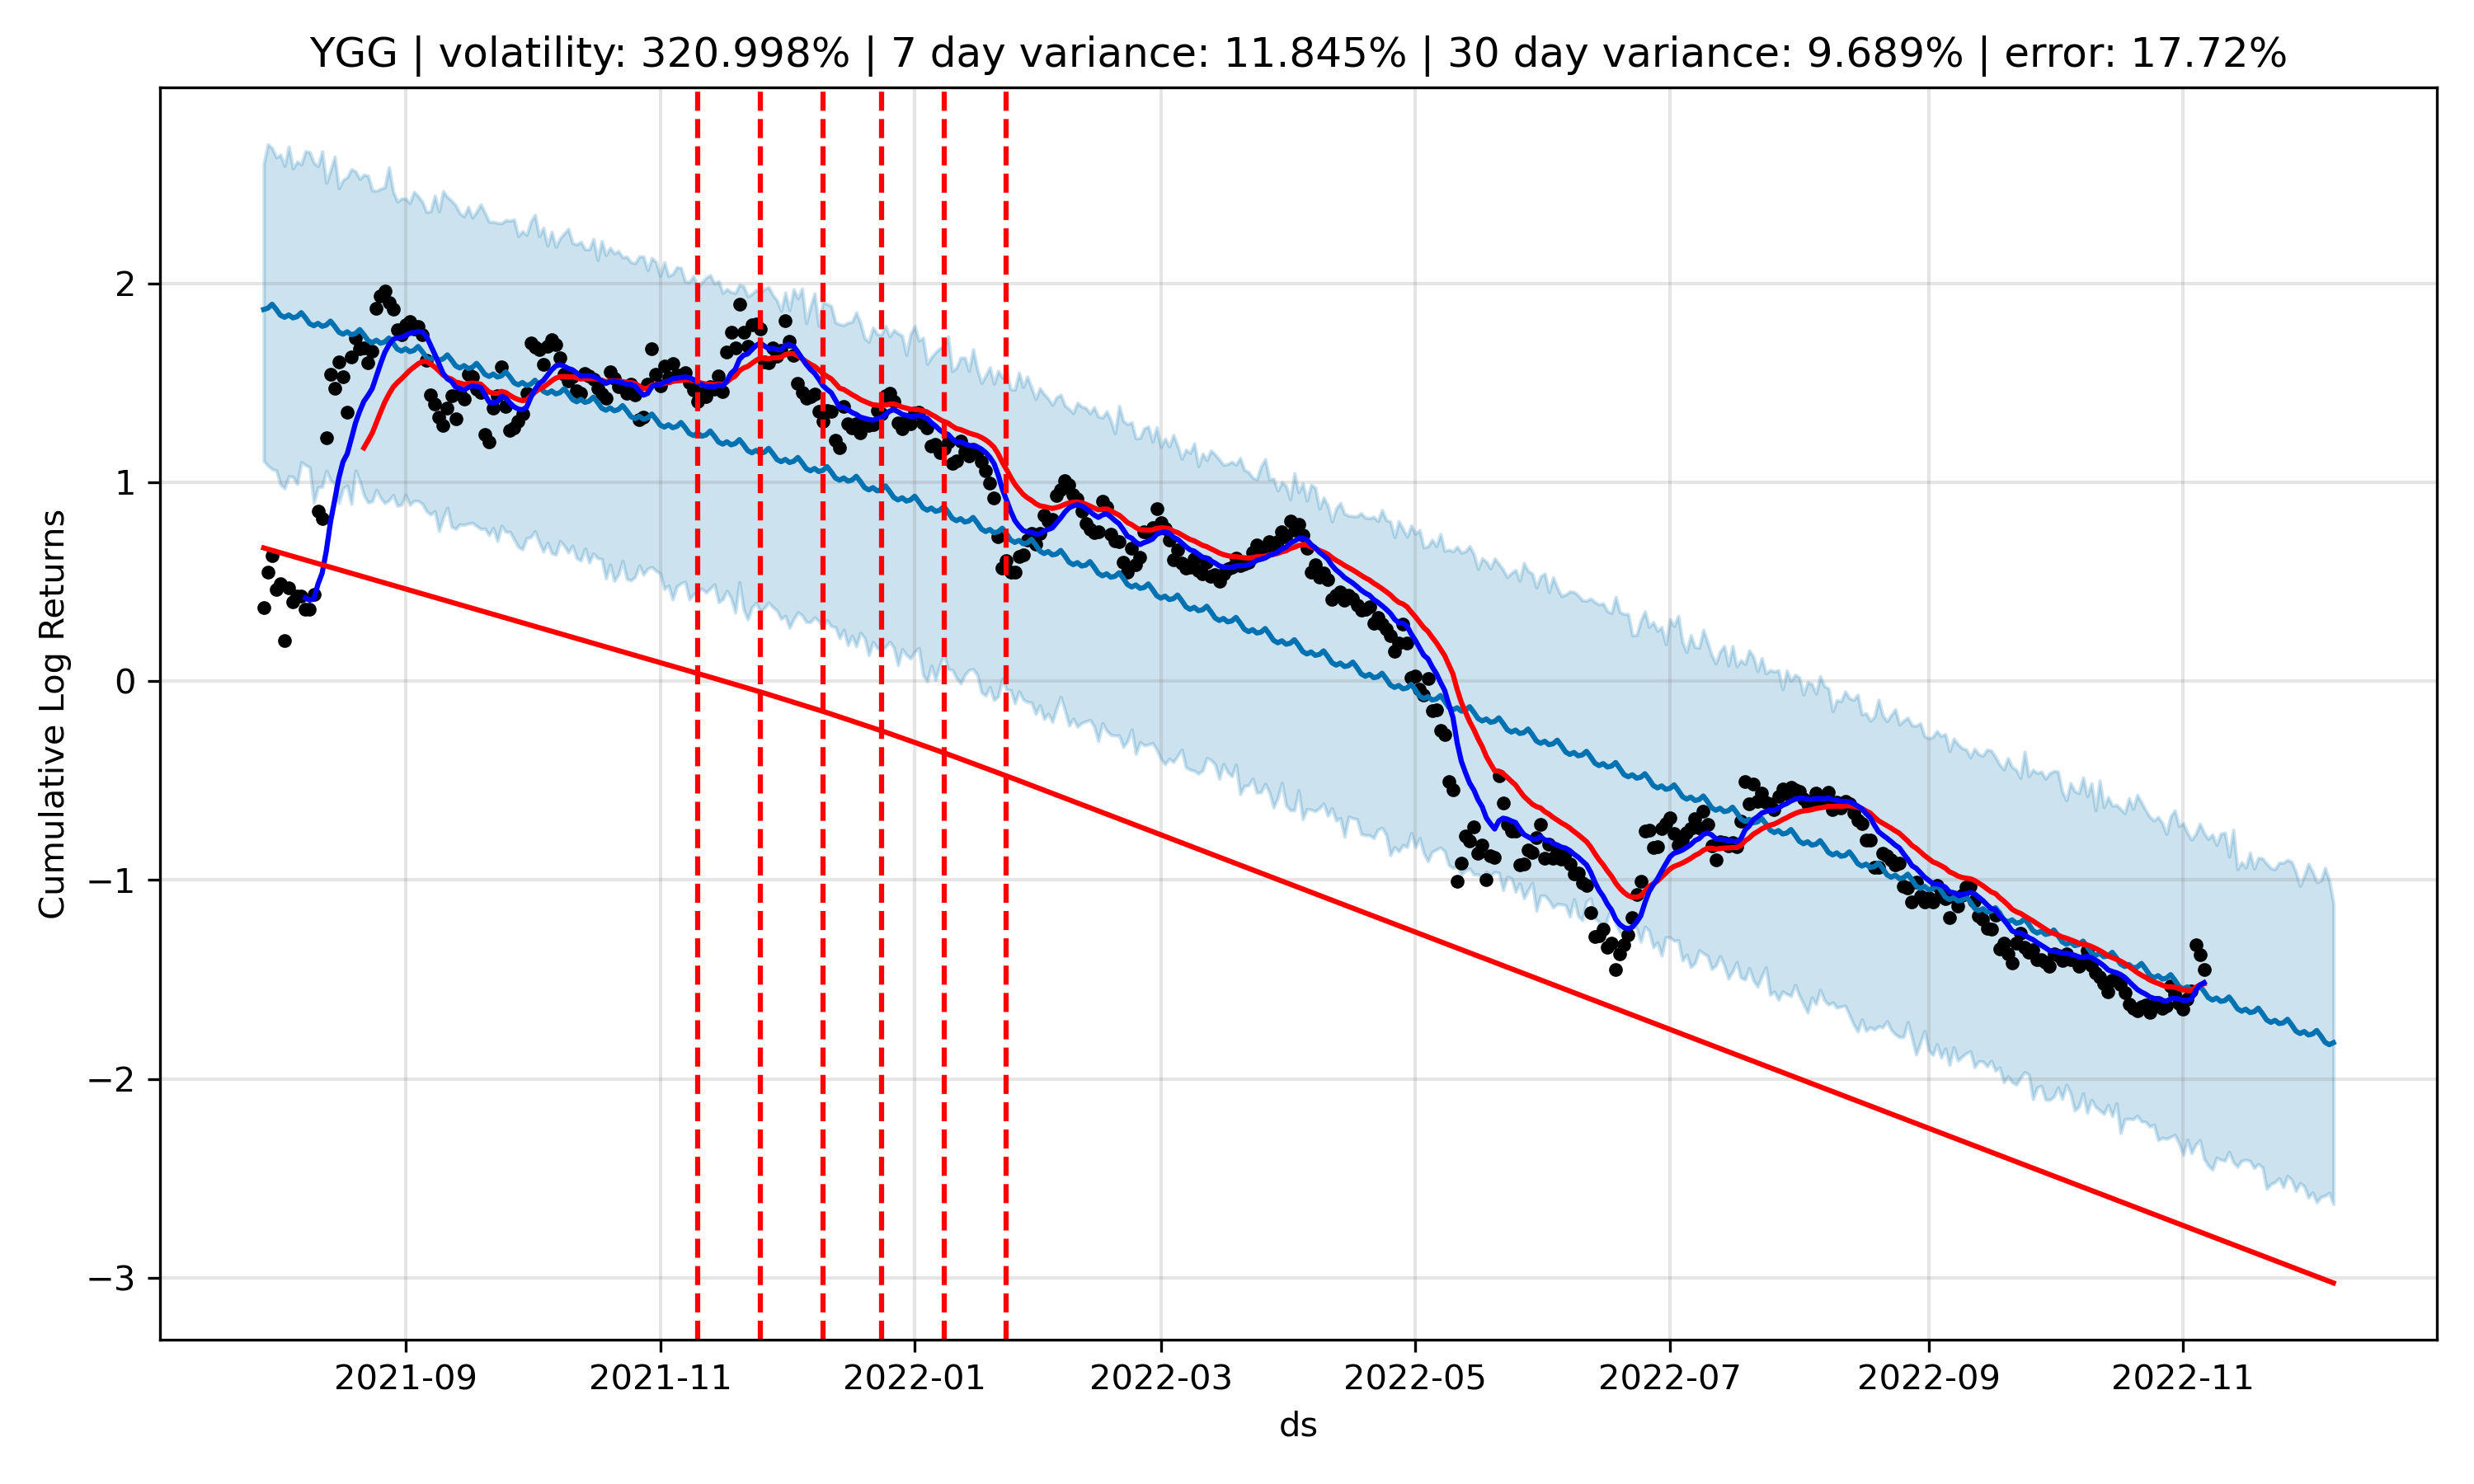 YGG | volatility: 320.998% | 7 day variance: 11.845% | 30 day variance: 9.689% | error: 17.72%
Cumulative Log Returns
2
1
0
−1
−2
−3
2021-09 2021-11 2022-01 2022-03 2022-05 2022-07 2022-09 2022-11
ds